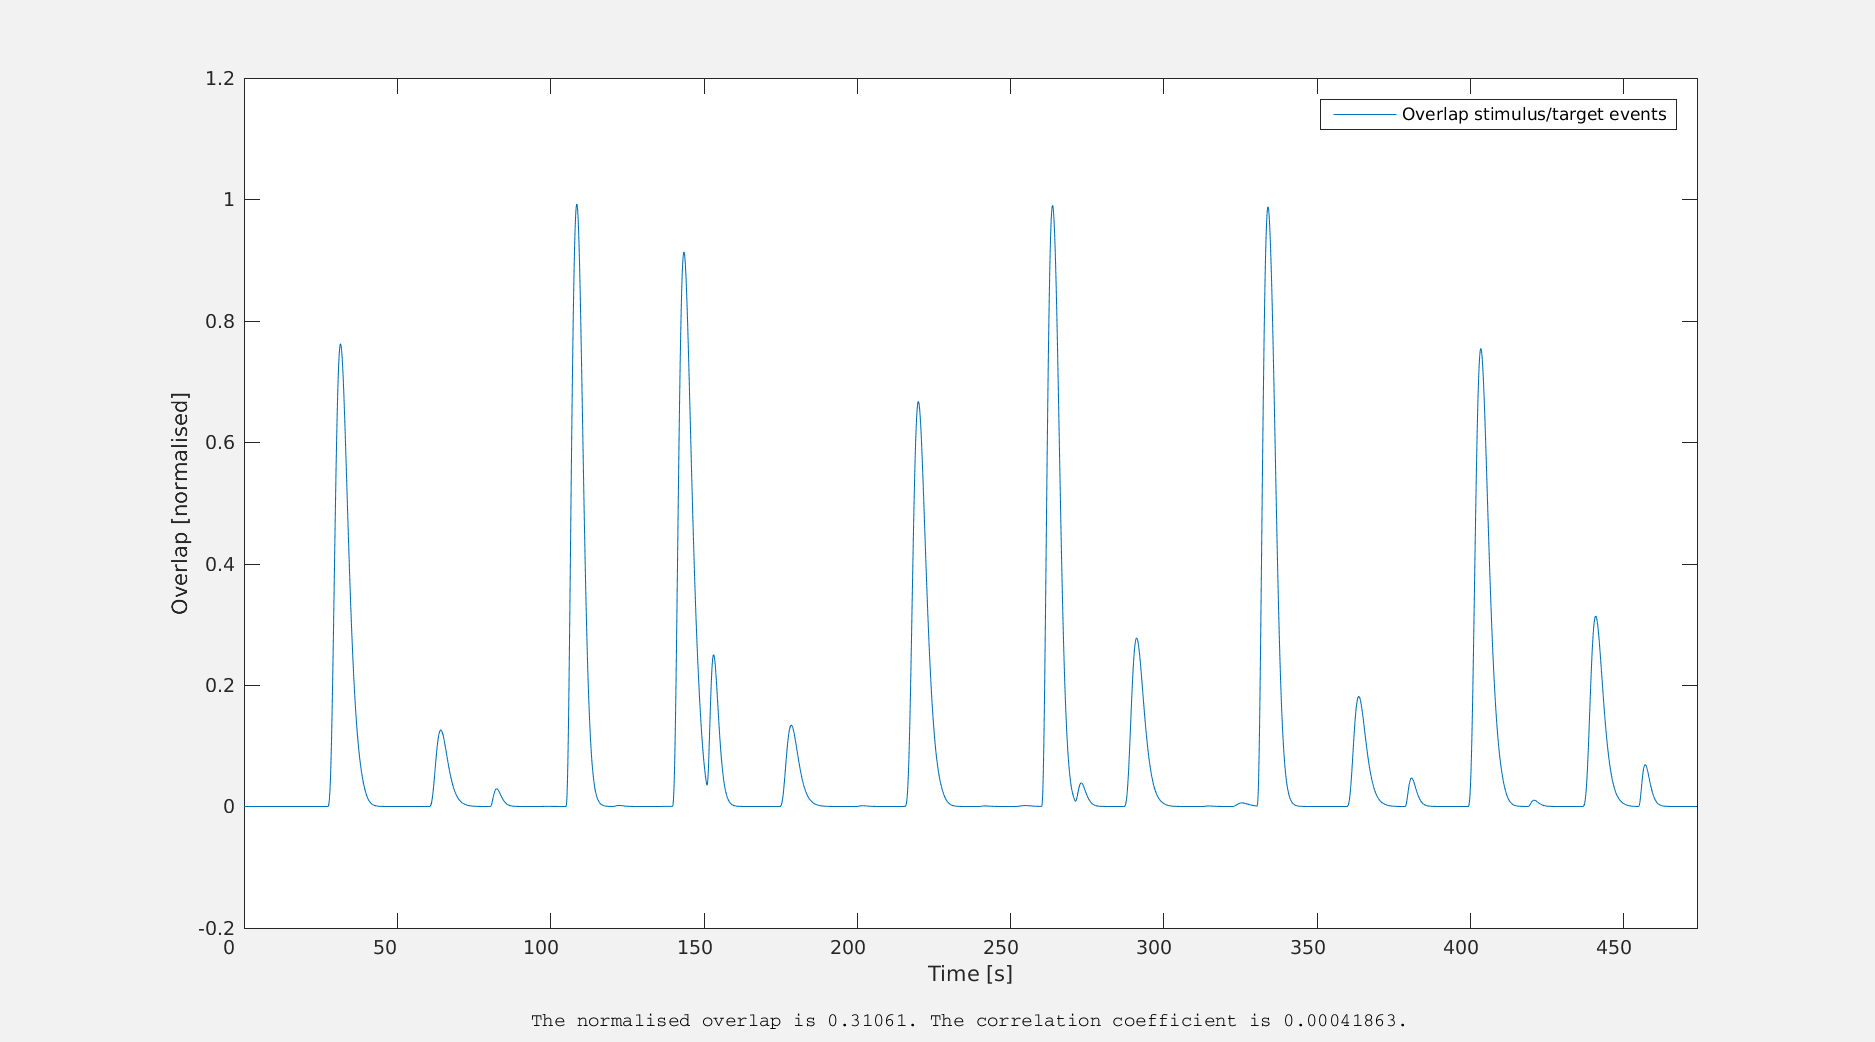 1.2
Overlap stimulus/target events
1
0.8
0.6
0.4
0.2
0
-0.2
Overlap [normalised]
0 50 100 150 200 250 300 350 400 450
Time [s]
The normalised overlap is 0.31061. The correlation coefficient is 0.00041863.